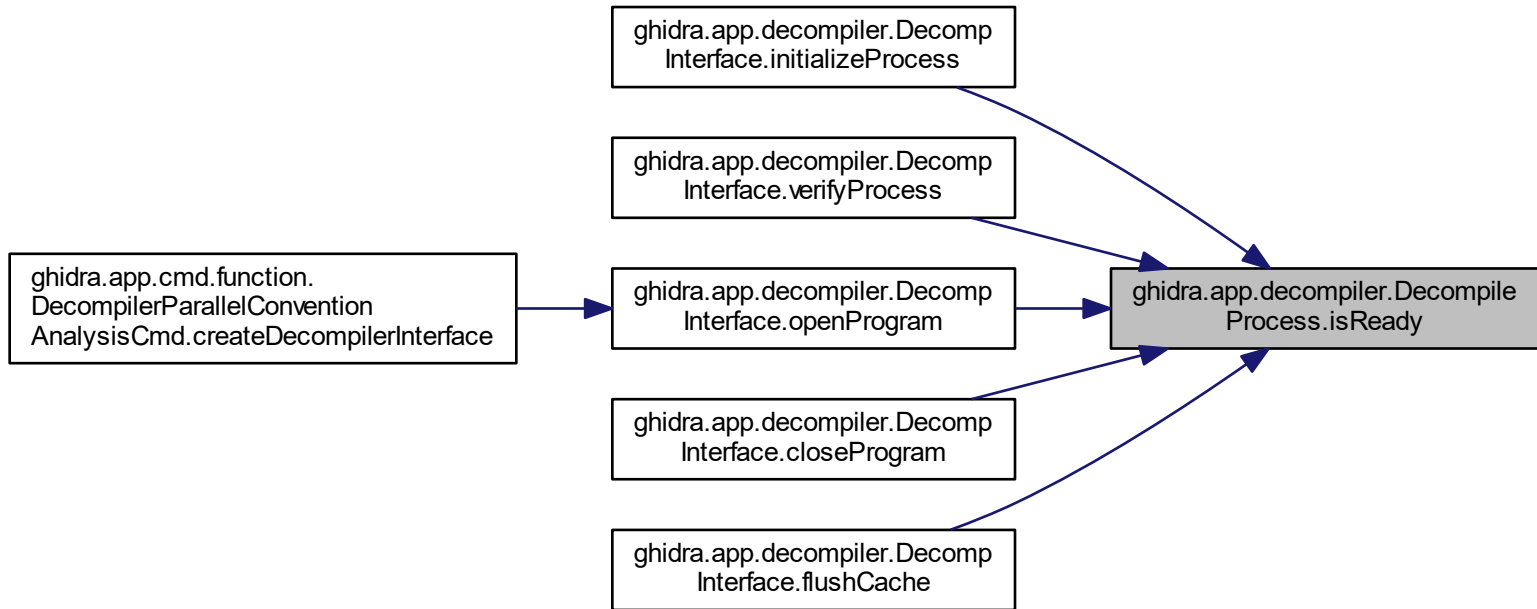 ghidra.app.decompiler.Decomp
Interface.initializeProcess
ghidra.app.decompiler.Decomp
Interface.verifyProcess
ghidra.app.cmd.function.
DecompilerParallelConvention
AnalysisCmd.createDecompilerInterface
ghidra.app.decompiler.Decomp
Interface.openProgram
ghidra.app.decompiler.Decompile
Process.isReady
ghidra.app.decompiler.Decomp
Interface.closeProgram
ghidra.app.decompiler.Decomp
Interface.flushCache